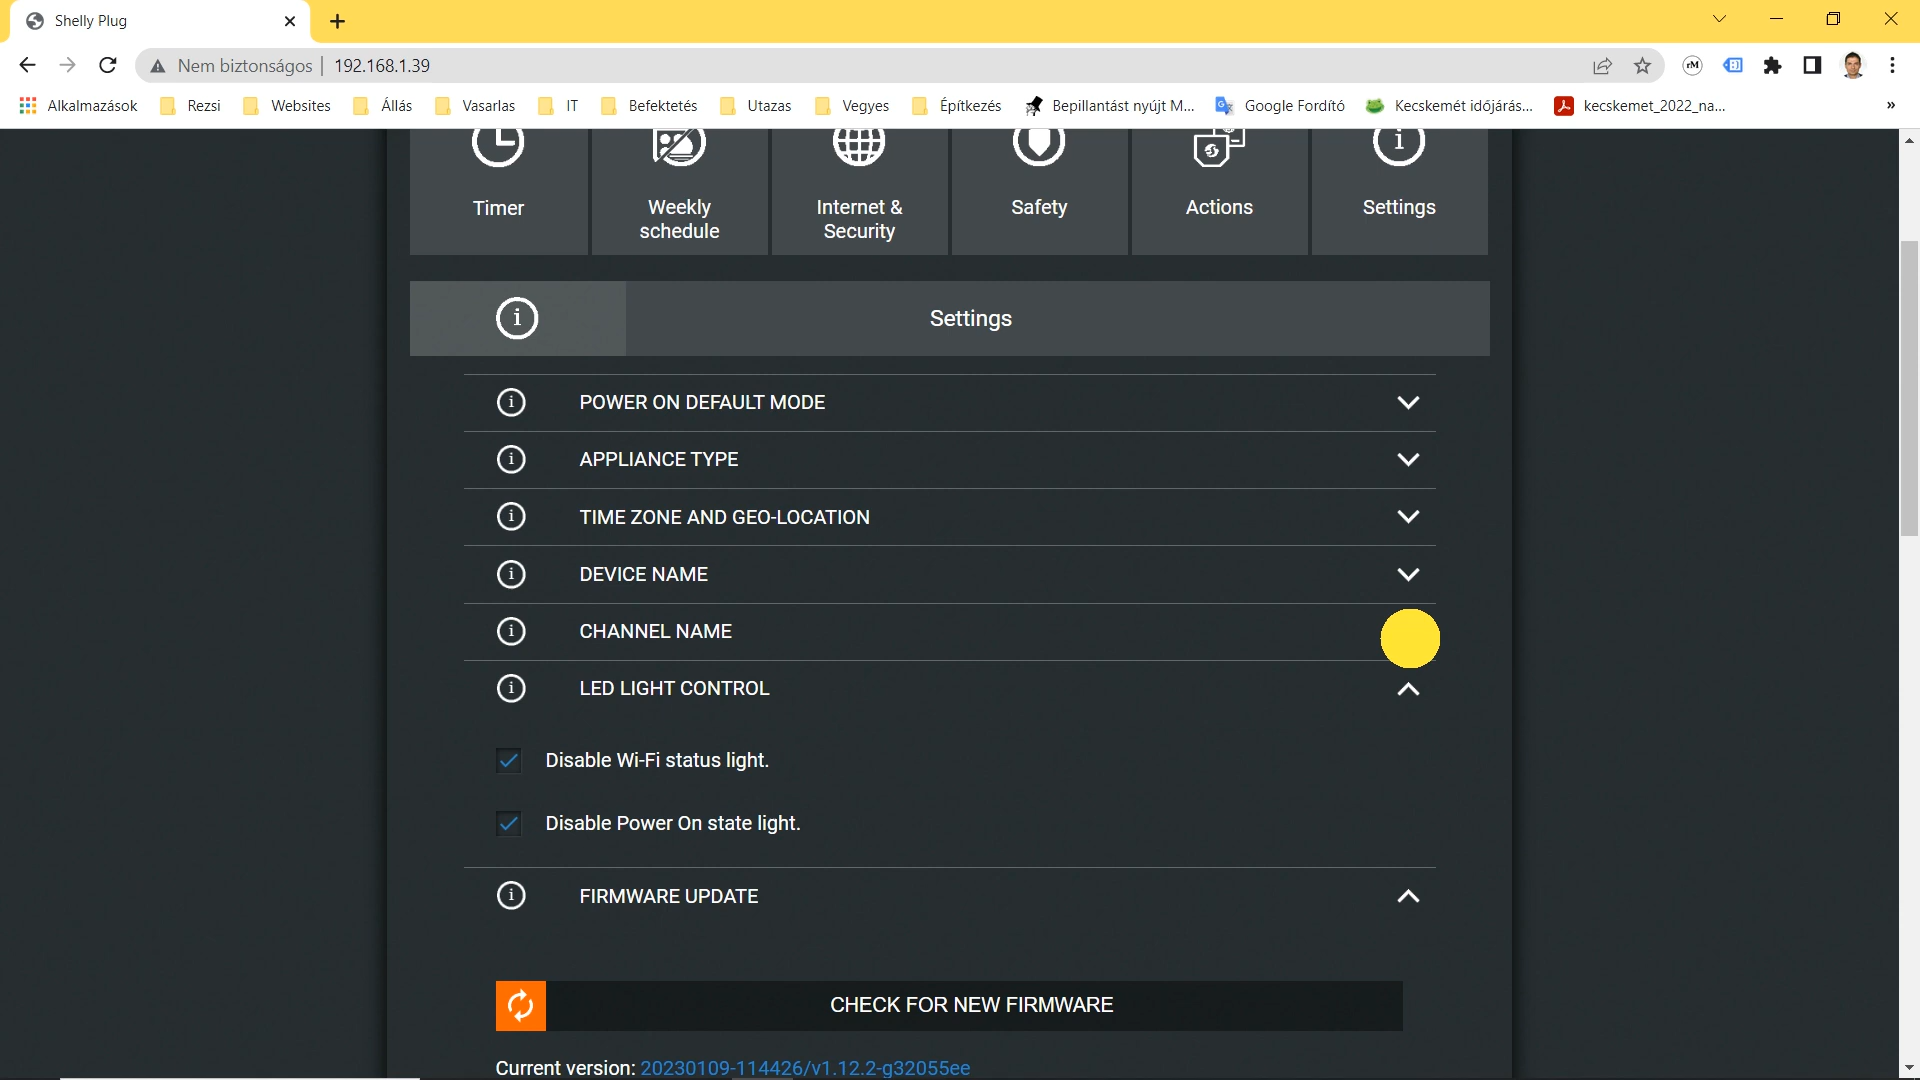 Shelly Plug
Nem biztonságos | 192.168.1.39
rM
Alkalmazások Rezsi Websites Állás Vasarlas IT Befektetés Utazas Vegyes Építkezés Bepillantást nyújt M... Google Fordító Kecskemét időjárás... kecskemet_2022_na... »
Timer
Weekly
schedule
Internet &
Security
Safety
Actions
Settings
Settings
POWER ON DEFAULT MODE
APPLIANCE TYPE
TIME ZONE AND GEO-LOCATION
DEVICE NAME
CHANNEL NAME
LED LIGHT CONTROL
Disable Wi-Fi status light.
Disable Power On state light.
FIRMWARE UPDATE
CHECK FOR NEW FIRMWARE
Current version: 20230109-114426/v1.12.2-g32055ee